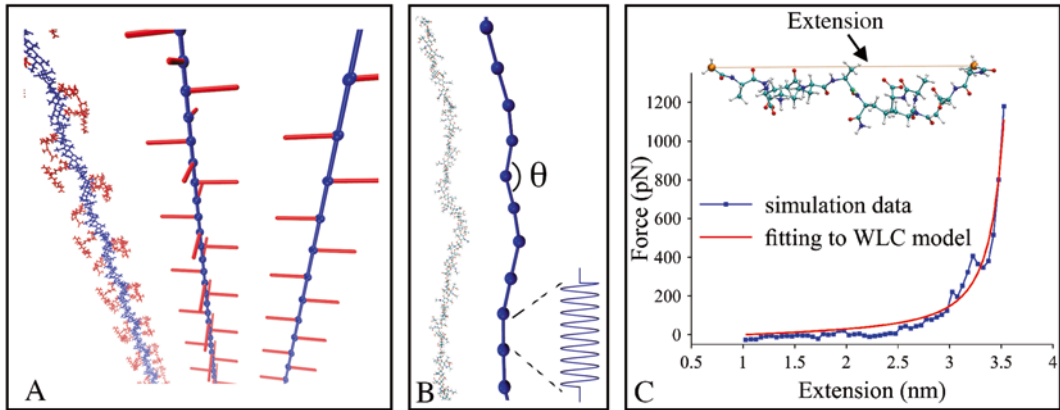 A
θ
B
Extension
Force (pN)
1200
1000
800
600
400
200
0
simulation data
fitting to WLC model
0.5 1 1.5 2 2.5 3 3.5 4
C Extension (nm)